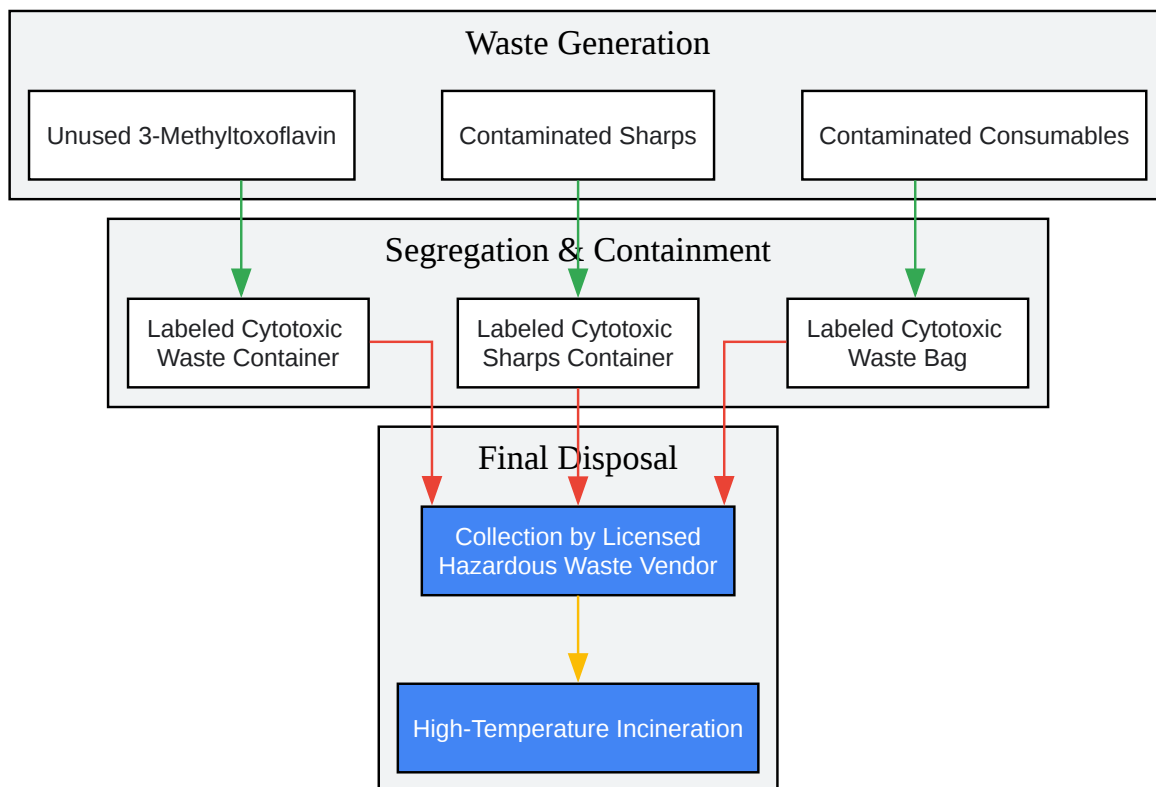 Waste Generation
Unused 3-Methyltoxoflavin
Contaminated Sharps
Contaminated Consumables
Segregation & Containment
Labeled Cytotoxic
Waste Container
Labeled Cytotoxic
Sharps Container
Labeled Cytotoxic
Waste Bag
Final Disposal
Collection by Licensed
Hazardous Waste Vendor
High-Temperature Incineration